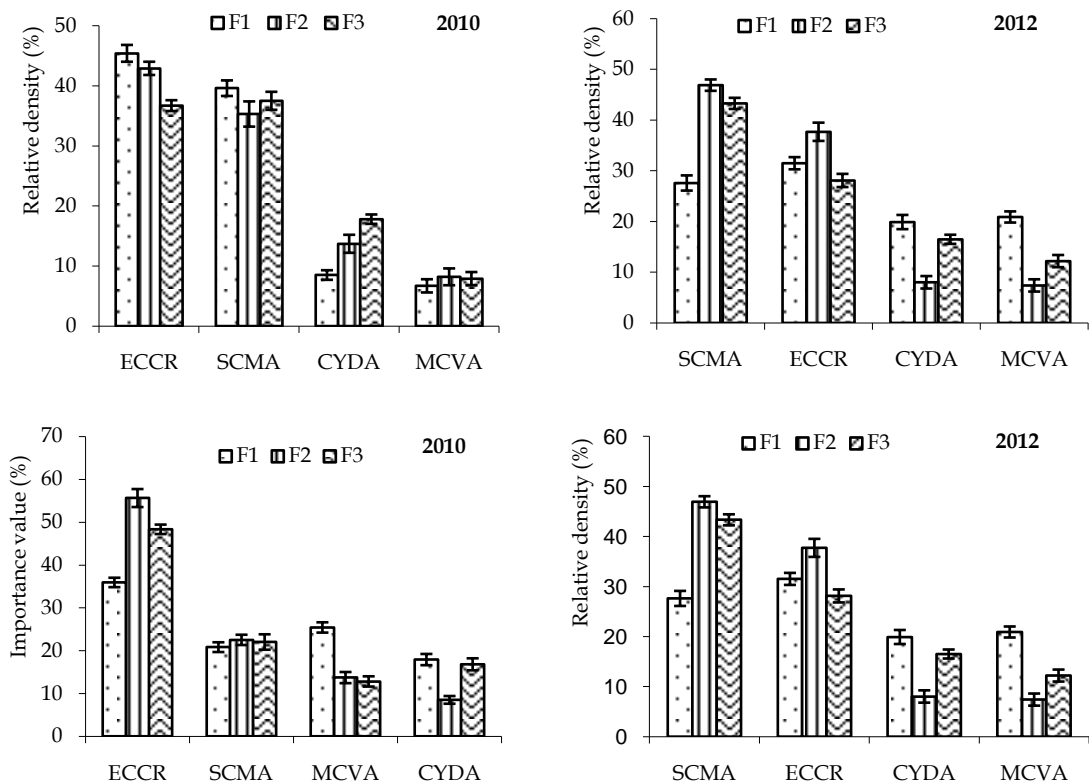 F1 F2 F3 2010
Relative density (%)
50
40
30
20
10
0
ECCR SCMA CYDA MCVA
F1 F2 F3 2012
Relative density (%)
60
50
40
30
20
10
0
SCMA ECCR CYDA MCVA
F1 F2 F3 2010
Importance value (%)
70
60
50
40
30
20
10
0
ECCR SCMA MCVA CYDA
F1 F2 F3 2012
Relative density (%)
60
50
40
30
20
10
0
SCMA ECCR CYDA MCVA